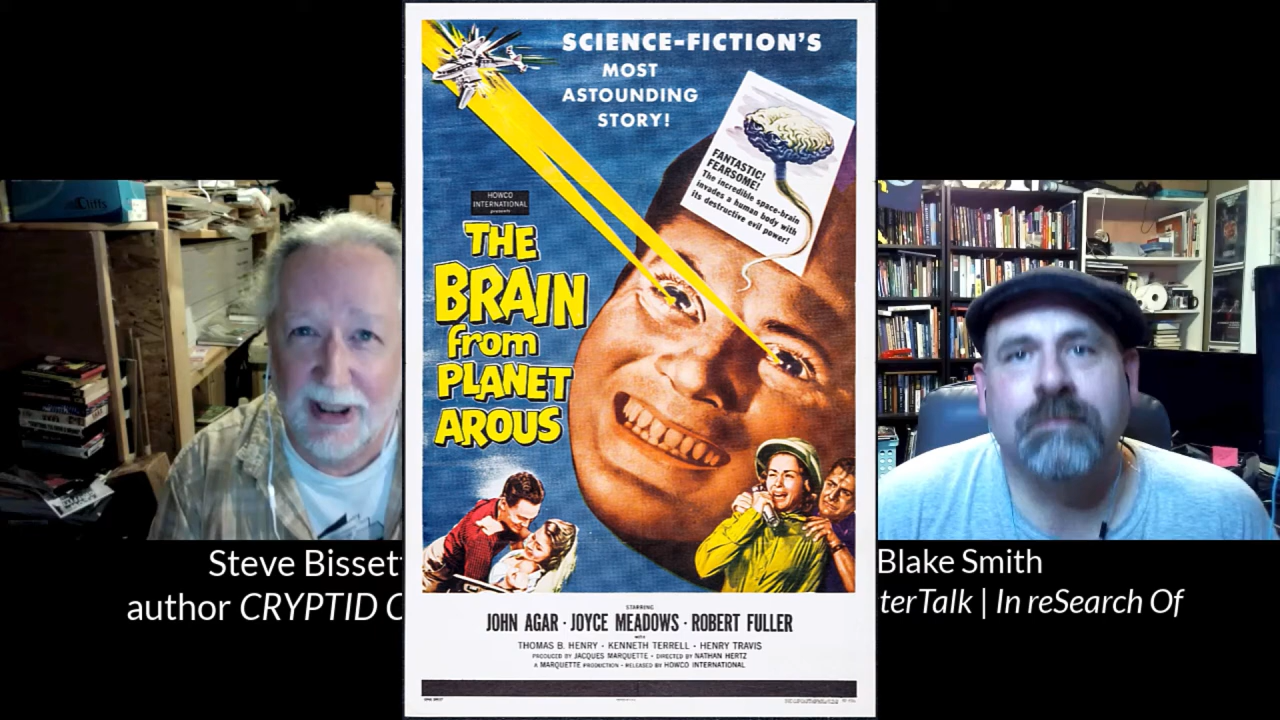 SCIENCE-FICTION'S
MOST
ASTOUNDING
STORY!
FANTASTIC!
FEARSOME!
The incredible space-brain
invades a human body with
its destructive evil power!
HOWCO
INTERNATIONAL
presents
THE
BRAIN
from
PLANET
AROUS
Cliffs
STARRING
JOHN AGAR · JOYCE MEADOWS · ROBERT FULLER
with
THOMAS B. HENRY · KENNETH TERRELL · HENRY TRAVIS
PRODUCED BY JACQUES MARQUETTE · DIRECTED BY NATHAN HERTZ
A MARQUETTE PRODUCTION · RELEASED BY HOWCO INTERNATIONAL
Steve Bissett
author CRYPTID C
Blake Smith
terTalk | In reSearch Of